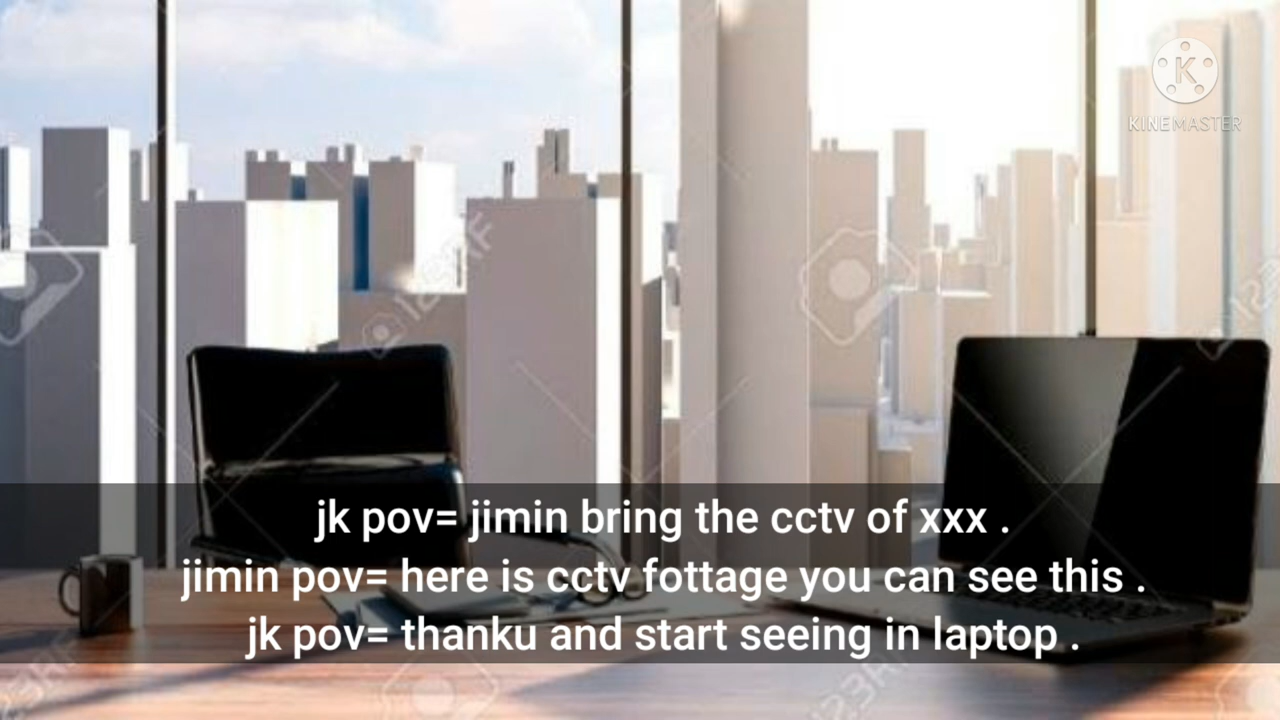 KINEMASTER
jk pov= jimin bring the cctv of xxx .
jimin pov= here is cctv fottage you can see this .
jk pov= thanku and start seeing in laptop .
123RF